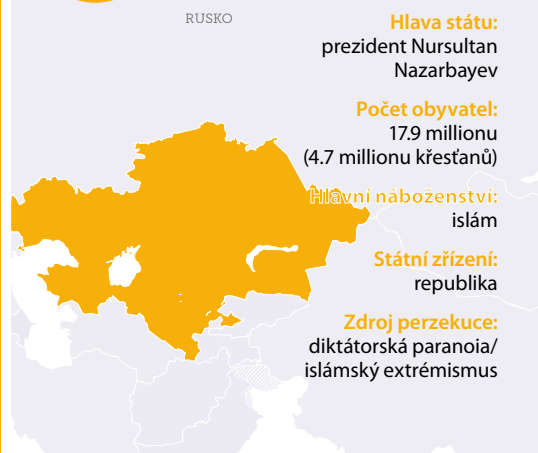 RUSKO
Hlava státu:
prezident Nursultan
Nazarbayev
Počet obyvatel:
17.9 millionu
(4.7 millionu křesťanů)
Hlavní náboženství:
islám
Státní zřízení:
republika
Zdroj perzekuce:
diktátorská paranoia/
islámský extrémismus